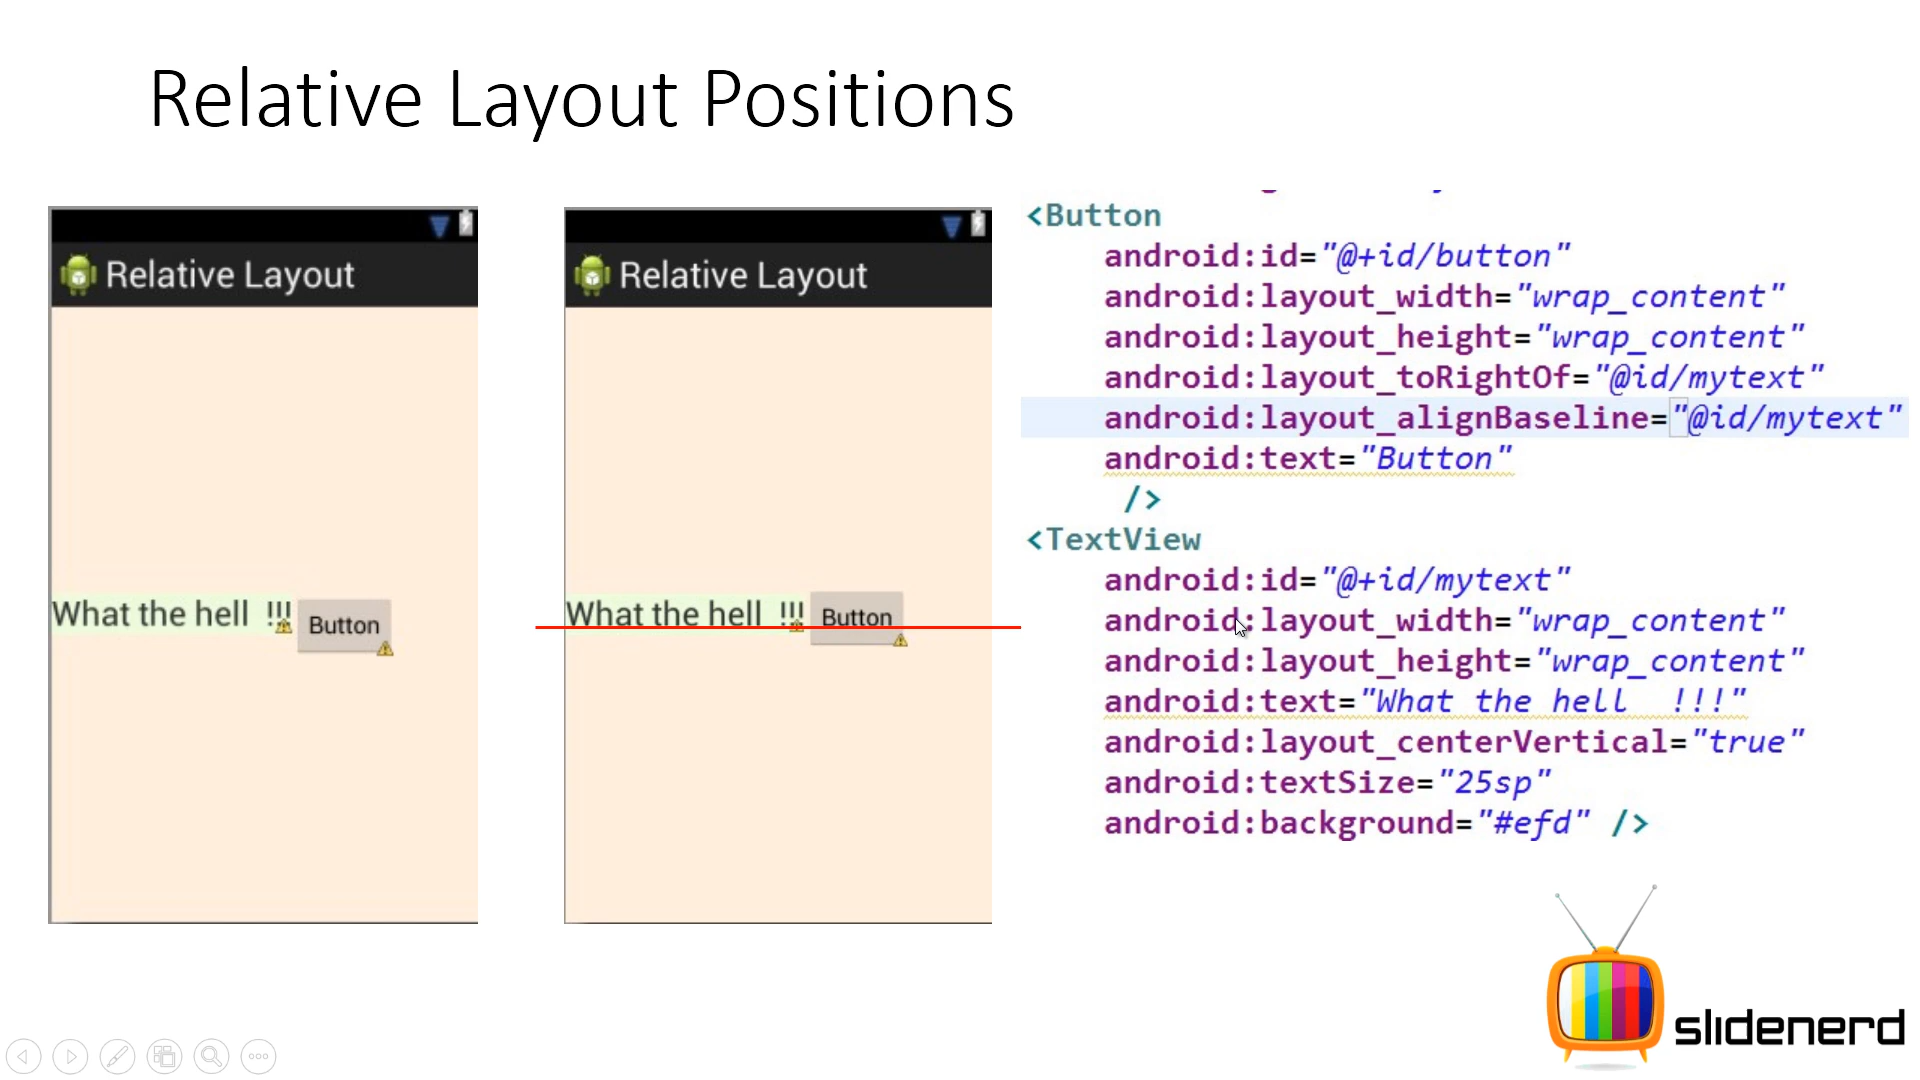 Relative Layout Positions
Relative Layout
What the hell  !!!
Button
Relative Layout
What the hell  !!!
Button
<Button
android:id="@+id/button"
android:layout_width="wrap_content"
android:layout_height="wrap_content"
android:layout_toRightOf="@id/mytext"
android:layout_alignBaseline="@id/mytext"
android:text="Button"
/>
<TextView
android:id="@+id/mytext"
android:layout_width="wrap_content"
android:layout_height="wrap_content"
android:text="What the hell  !!!"
android:layout_centerVertical="true"
android:textSize="25sp"
android:background="#efd" />
slidenerd